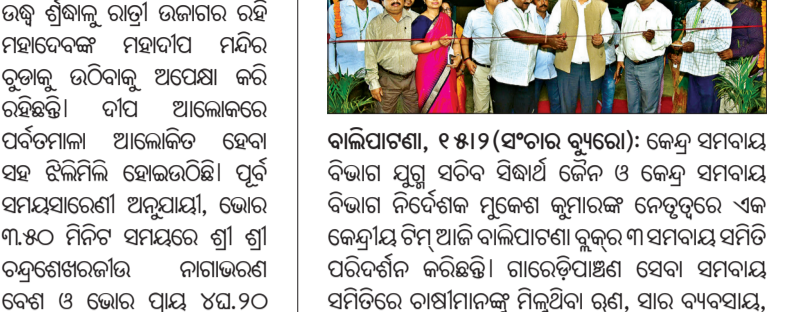 ଉଦ୍ଧ୍ୱ ଶ୍ରଦ୍ଧାଳୁ ରାତ୍ରୀ ଉଜାଗର ରହି
ମହାଦେବଙ୍କ ମହାଦୀପ ମନ୍ଦିର
ଚୁଡାକୁ ଉଠିବାକୁ ଅପେକ୍ଷା କରି
ରହିଛନ୍ତି। ଦୀପ ଆଲୋକରେ
ପର୍ବତମାଳା ଆଲୋକିତ ହେବା
ସହ ଝିଲିମିଲି ହୋଇଉଠିଛି। ପୂର୍ବ
ସମୟସାରେଣୀ ଅନୁଯାୟୀ, ଭୋର
୩.୫୦ ମିନିଟ ସମୟରେ ଶ୍ରୀ ଶ୍ରୀ
ଚନ୍ଦ୍ରଶେଖରଜୀଉ ନାଗାଭରଣ
ବେଶ ଓ ଭୋର ପ୍ରାୟ ୪ଘ.୨୦
ବାଲିପାଟଣା, ୧୫।୨(ସଂଚାର ବ୍ୟୁରୋ): କେନ୍ଦ୍ର ସମବାୟ
ବିଭାଗ ଯୁଗ୍ମ ସଚିବ ସିଦ୍ଧାର୍ଥ ଜୈନ ଓ କେନ୍ଦ୍ର ସମବାୟ
ବିଭାଗ ନିର୍ଦେଶକ ମୁକେଶ କୁମାରଙ୍କ ନେତୃତ୍ୱରେ ଏକ
କେନ୍ଦ୍ରୀୟ ଟିମ୍ ଆଜି ବାଲିପାଟଣା ବ୍ଲକ୍‌ର ୩ ସମବାୟ ସମିତି
ପରିଦର୍ଶନ କରିଛନ୍ତି। ଗାରେଡ଼ିପାଞ୍ଚଣ ସେବା ସମବାୟ
ସମିତିରେ ଚାଷୀମାନଙ୍କୁ ମିଳୁଥିବା ଋଣ, ସାର ବ୍ୟବସାୟ,